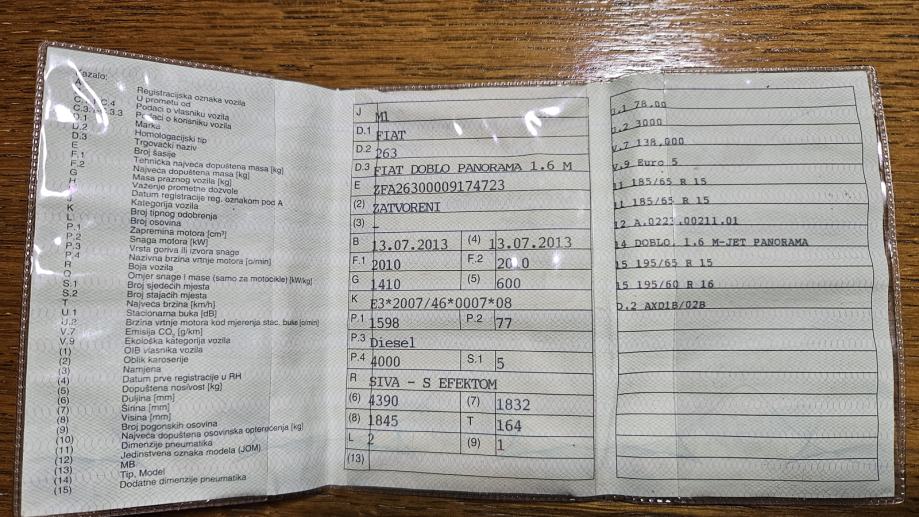 Kazalo:
A Registracijska oznaka vozila
U prometu od
C.4 Podaci o vlasniku vozila
C.3.3 Podaci o korisniku vozila
D.1 Marka
D.2 Homologacijski tip
D.3 Trgovački naziv
E Broj šasije
F.1 Tehnička najveća dopuštena masa [kg]
F.2 Najveća dopuštena masa [kg]
G Masa praznog vozila [kg]
H Važenje prometne dozvole
Datum registracije reg. oznakom pod A
J Kategorija vozila
K Broj tipnog odobrenja
L Broj osovina
P.1 Zapremina motora [cm³]
P.2 Snaga motora [kW]
P.3 Vrsta goriva ili izvora snage
P.4 Nazivna brzina vrtnje motora [o/min]
R Boja vozila
Q Omjer snage i mase (samo za motocikle) [kW/kg]
S.1 Broj sjedećih mjesta
S.2 Broj stajaćih mjesta
T Najveća brzina [km/h]
U.1 Stacionarna buka [dB]
U.2 Brzina vrtnje motora kod mjerenja stac. buke [o/min]
V.7 Emisija CO₂ [g/km]
V.9 Ekološka kategorija vozila
(1) OIB vlasnika vozila
(2) Oblik karoserije
(3) Namjena
(4) Datum prve registracije u RH
(5) Dopuštena nosivost [kg]
(6) Duljina [mm]
(7) Širina [mm]
(8) Visina [mm]
(9) Broj pogonskih osovina
(10) Najveća dopuštena osovinska opterećenja [kg]
(11) Dimenzije pneumatika
(12) Jedinstvena oznaka modela (JOM)
(13) MB
(14) Tip, Model
(15) Dodatne dimenzije pneumatika
J M1
D.1 FIAT
D.2 263
D.3 FIAT DOBLO PANORAMA 1.6 M
E ZFA26300009174723
(2) ZATVORENI
(3) –
B 13.07.2013 (4) 13.07.2013
F.1 2010 F.2 2010
G 1410 (5) 600
K E3*2007/46*0007*08
P.1 1598 P.2 77
P.3 Diesel
P.4 4000 S.1 5
R SIVA - S EFEKTOM
(6) 4390 (7) 1832
(8) 1845 T 164
L 2 (9) 1
(13)
U.1 78.00
U.2 3000
V.7 138,000
V.9 Euro 5
11 185/65 R 15
11 185/65 R 15
12 A.0223.00211.01
14 DOBLO, 1.6 M-JET PANORAMA
15 195/65 R 15
15 195/60 R 16
D.2 AXD1B/02B